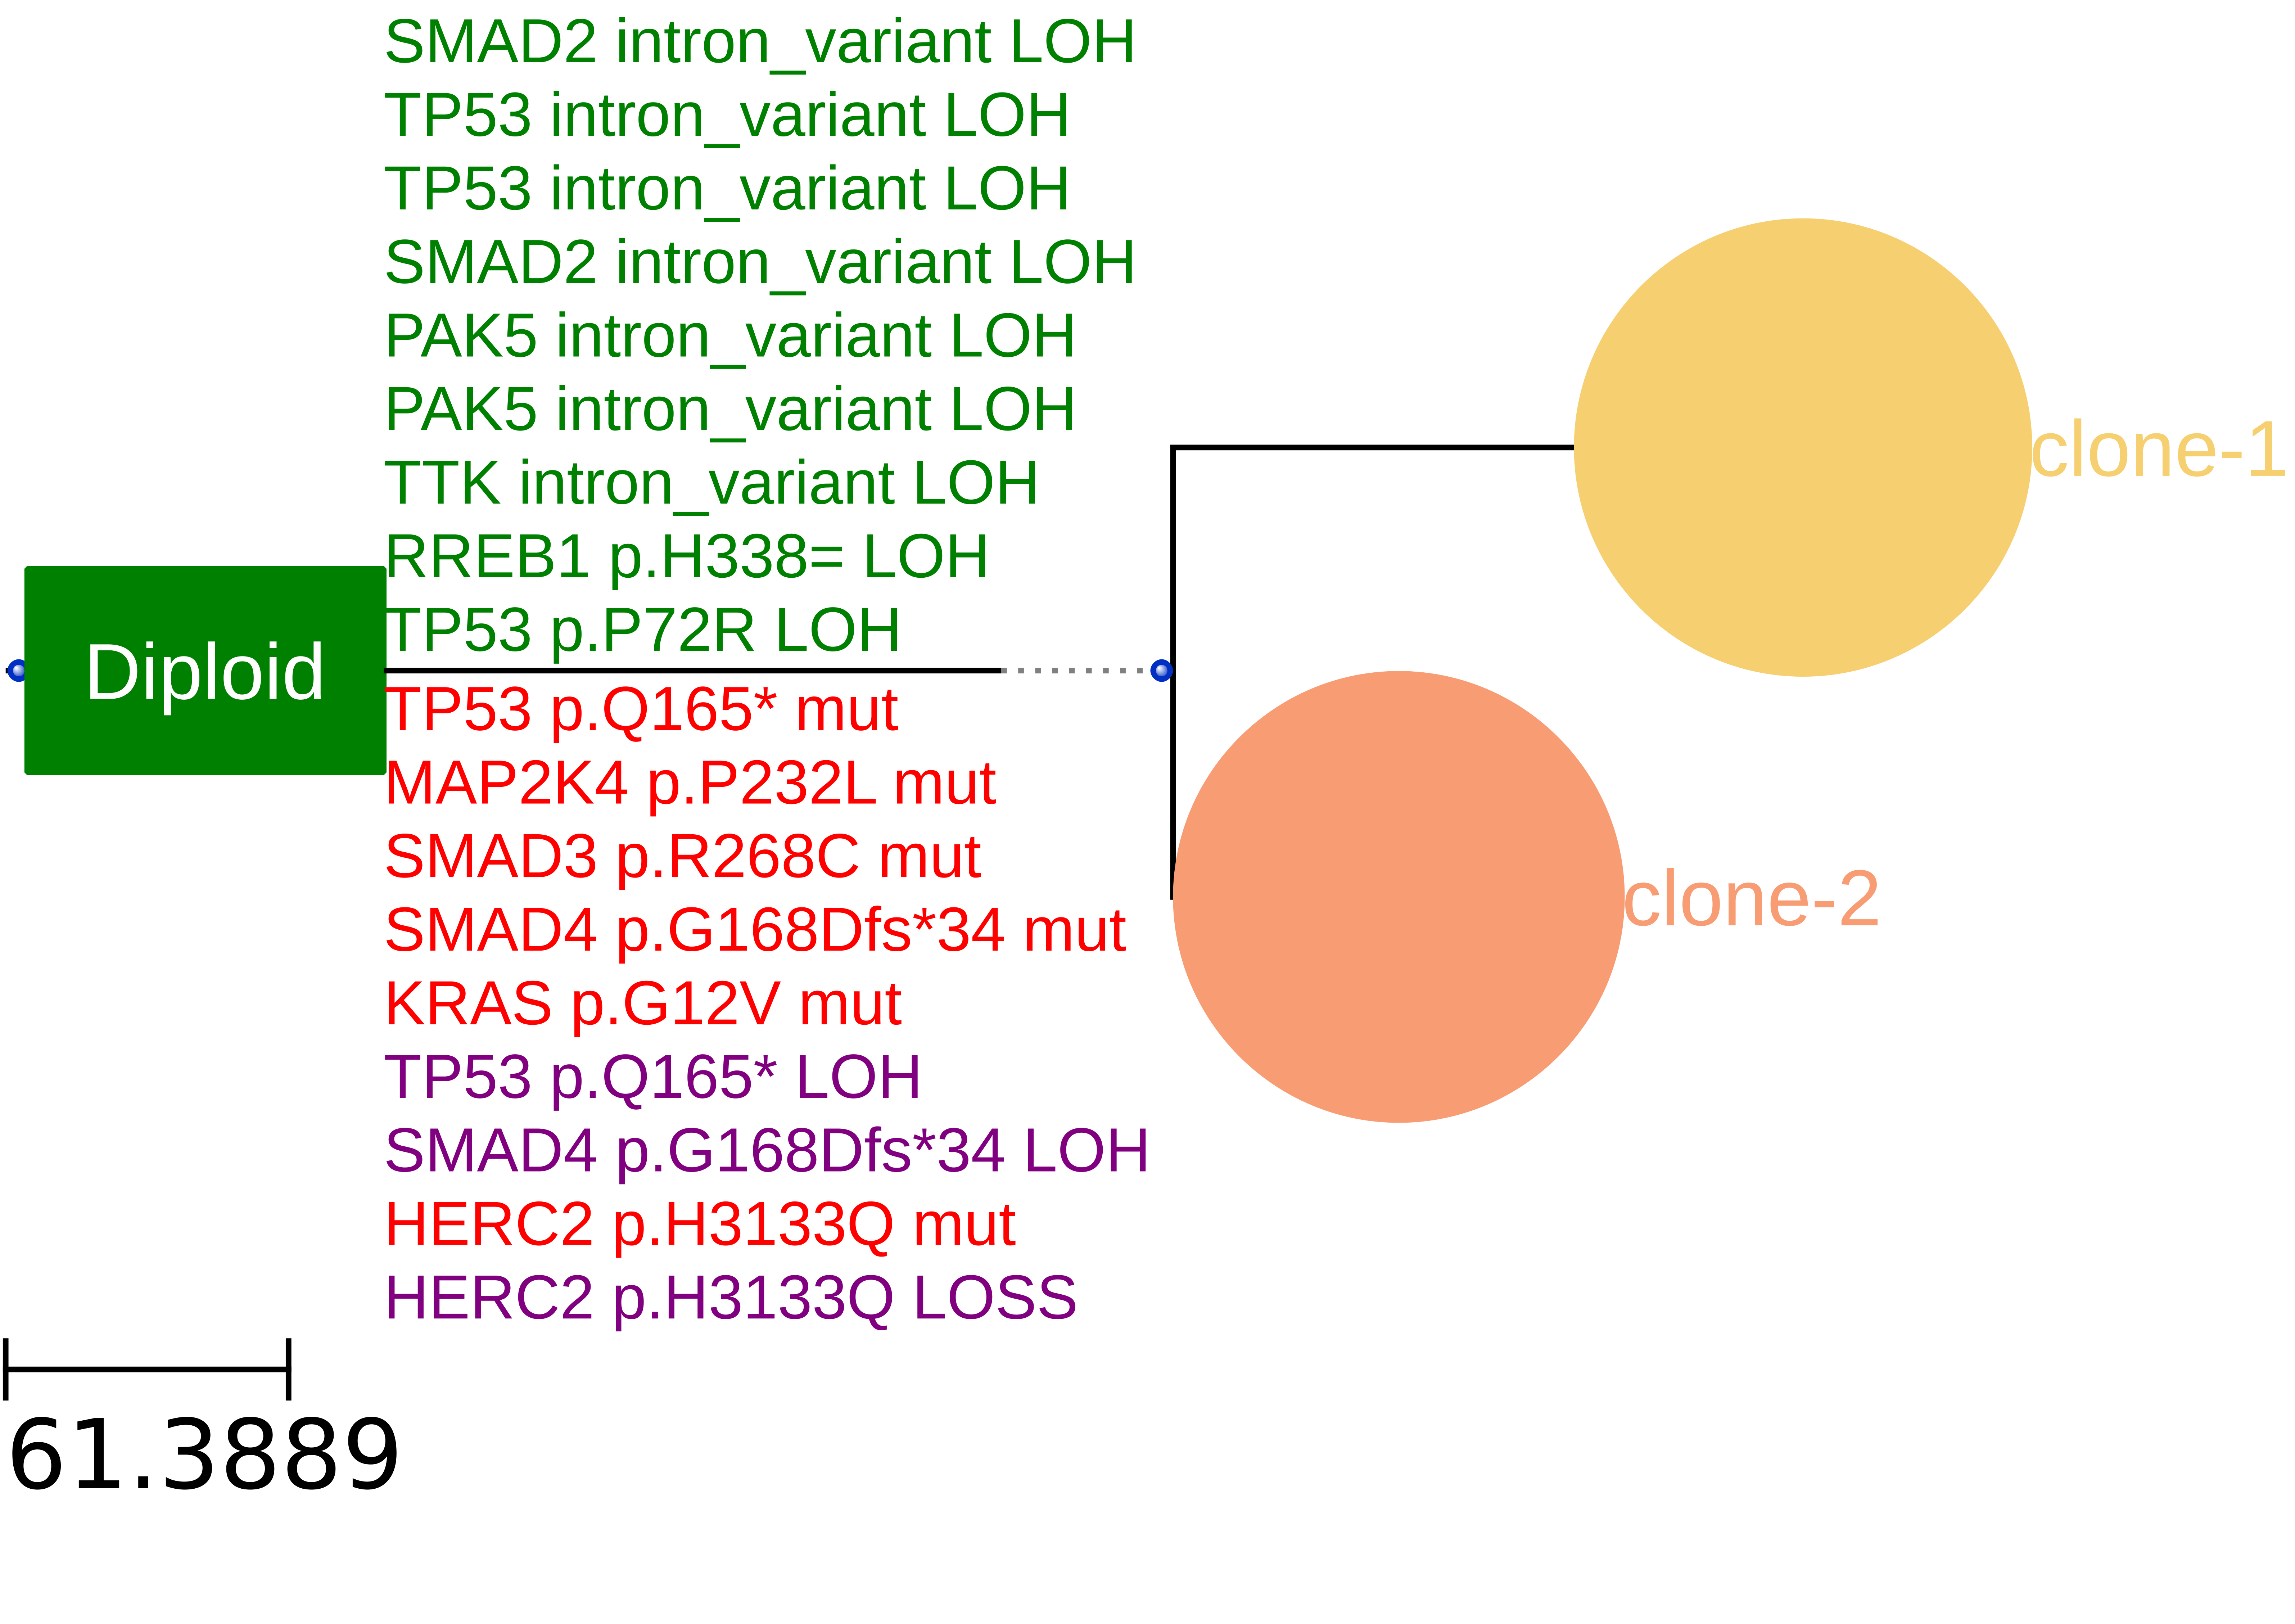 SMAD2 intron_variant LOH
TP53 intron_variant LOH
TP53 intron_variant LOH
SMAD2 intron_variant LOH
PAK5 intron_variant LOH
PAK5 intron_variant LOH
TTK intron_variant LOH
RREB1 p.H338= LOH
TP53 p.P72R LOH
Diploid
TP53 p.Q165* mut
MAP2K4 p.P232L mut
SMAD3 p.R268C mut
SMAD4 p.G168Dfs*34 mut
KRAS p.G12V mut
TP53 p.Q165* LOH
SMAD4 p.G168Dfs*34 LOH
HERC2 p.H3133Q mut
HERC2 p.H3133Q LOSS
clone-1
clone-2
61.3889